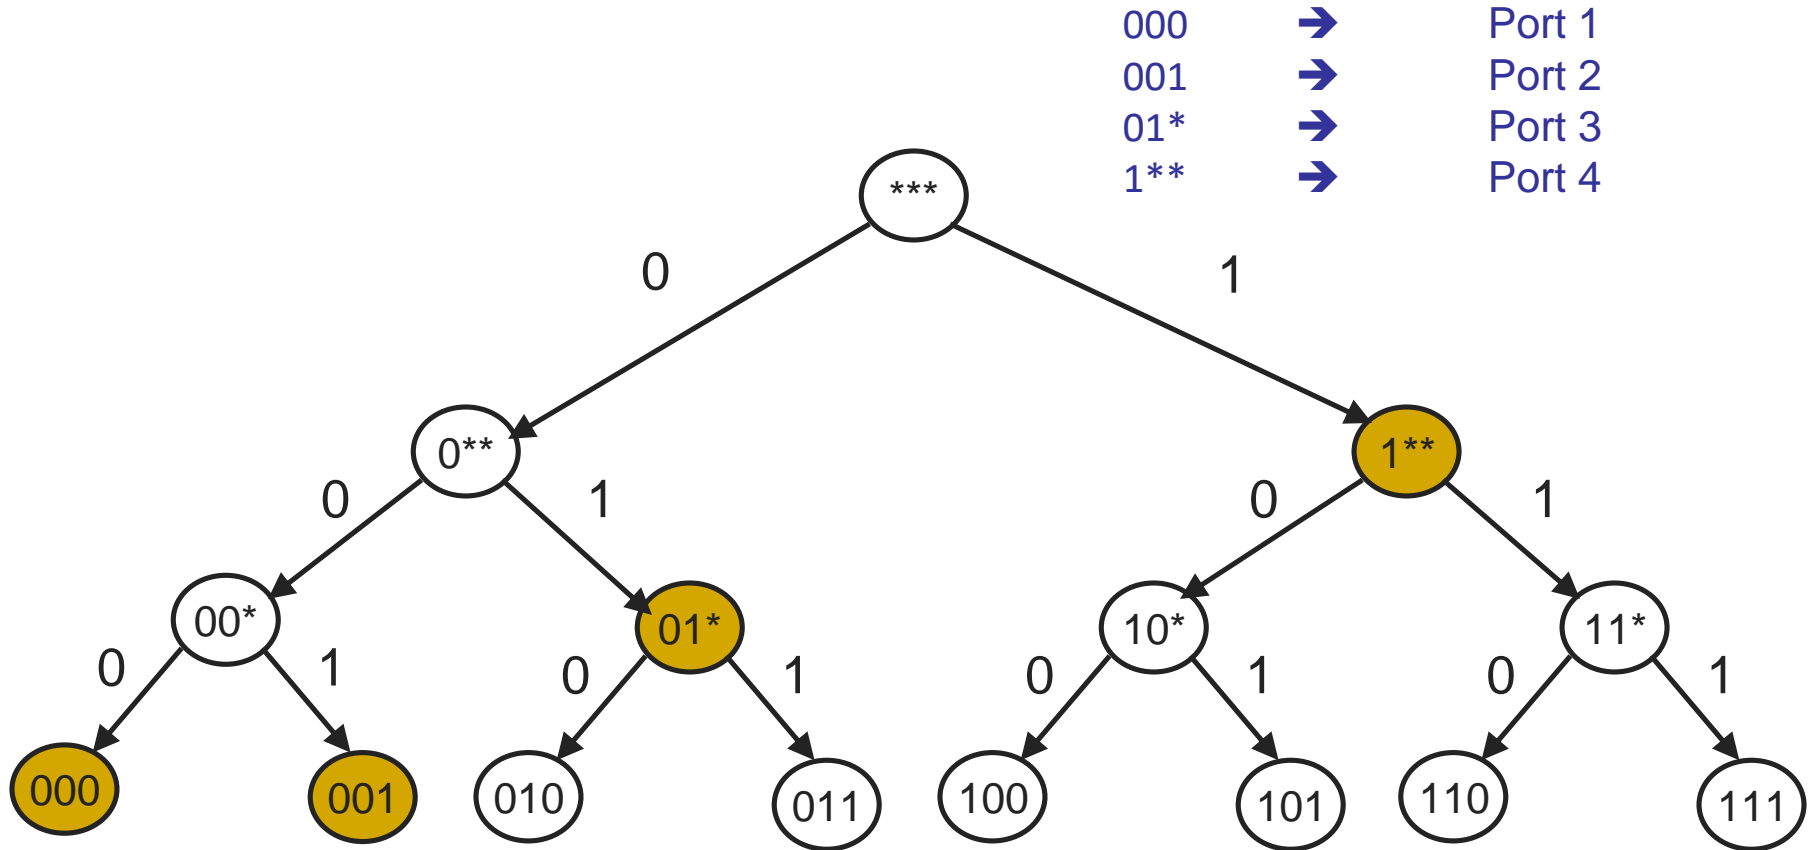 000 ➔ Port 1
001 ➔ Port 2
01* ➔ Port 3
1** ➔ Port 4
***
0 1
0** 1**
0 1 0 1
00* 01* 10* 11*
0 1 0 1 0 1 0 1
000 001 010 011 100 101 110 111